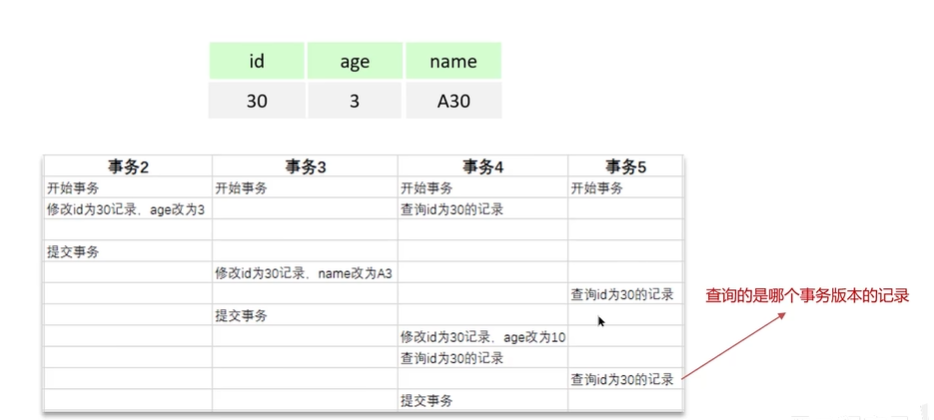 id age name
30 3 A30
事务2 事务3 事务4 事务5
开始事务 开始事务 开始事务 开始事务
修改id为30记录，age改为3 查询id为30的记录
提交事务
修改id为30记录，name改为A3
查询id为30的记录 查询的是哪个事务版本的记录
提交事务
修改id为30记录，age改为10
查询id为30的记录
查询id为30的记录
提交事务